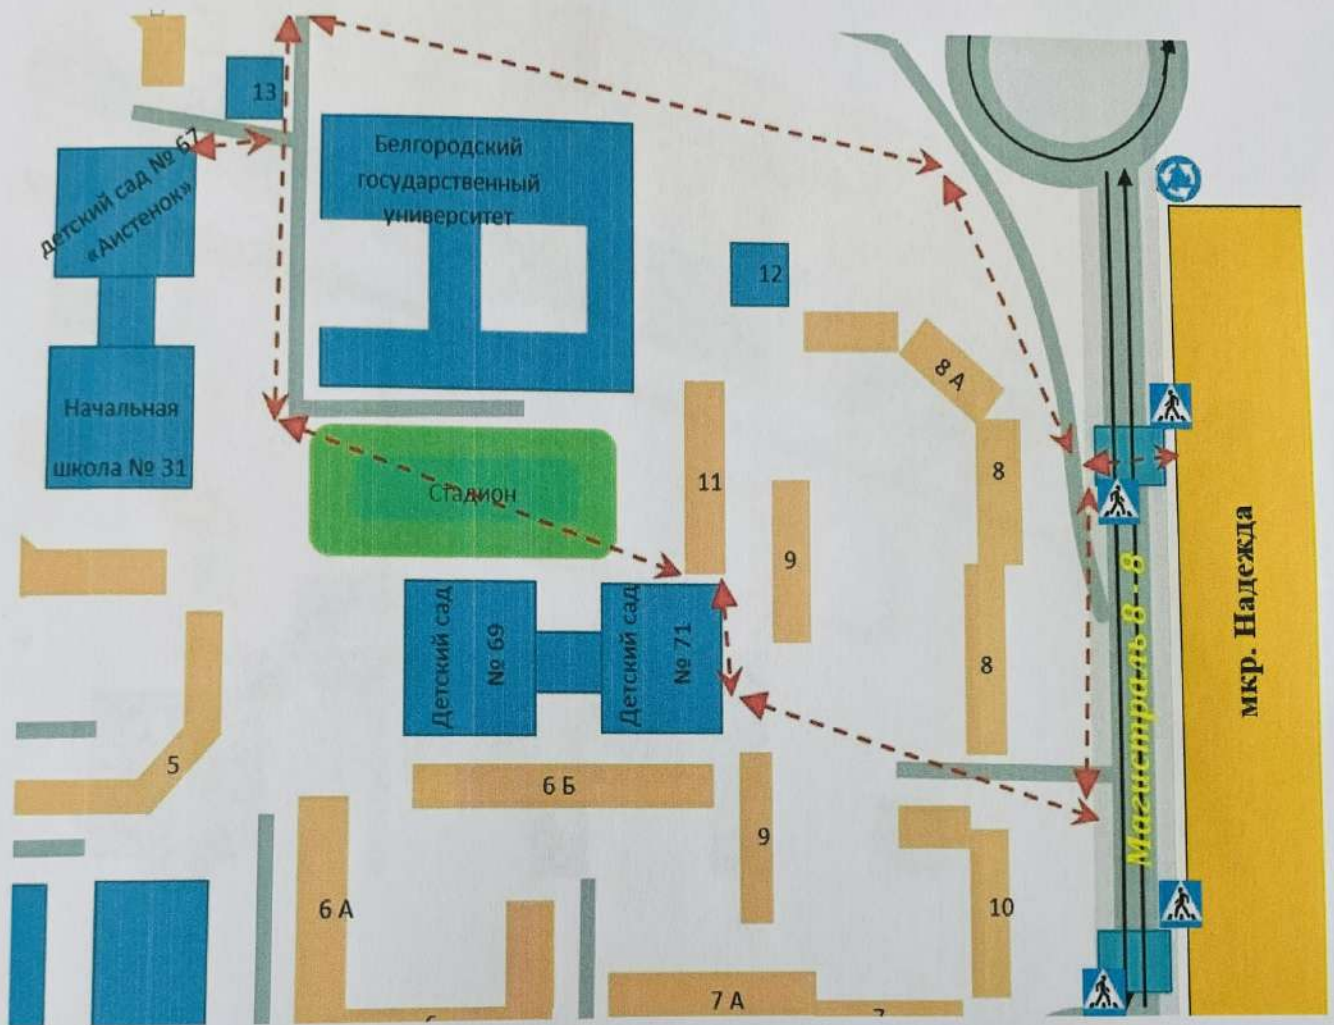 13
детский сад № 67
«Аистенок»
Белгородский
государственный
университет
12
8 А
Начальная
школа № 31
Стадион
11
8
9
Детский сад
№ 69
Детский сад
№ 71
8
Магистраль 8 - 8
мкр. Надежда
5
6 Б
9
6 А
10
7 А